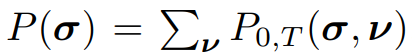 P(σ) = ∑_ν P_{0,T}(σ, ν)